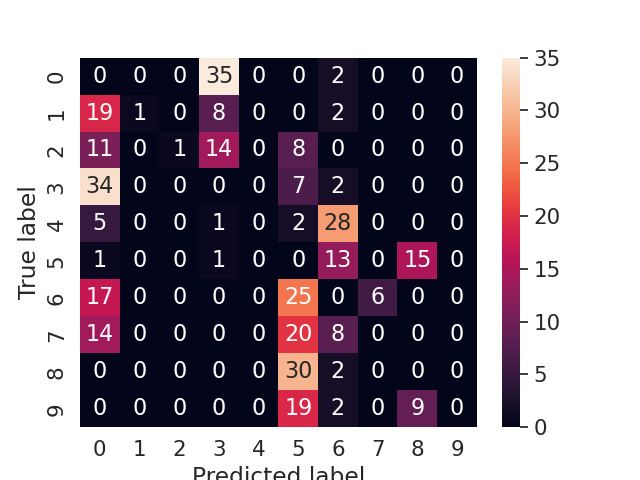 0 0 0 0 35 0 0 2 0 0 0 35
1 19 1 0 8 0 0 2 0 0 0 30
2 11 0 1 14 0 8 0 0 0 0 25
3 34 0 0 0 0 7 2 0 0 0
True label
4 5 0 0 1 0 2 28 0 0 0 20
5 1 0 0 1 0 0 13 0 15 0 15
6 17 0 0 0 0 25 0 6 0 0 10
7 14 0 0 0 0 20 8 0 0 0
8 0 0 0 0 0 30 2 0 0 0 5
9 0 0 0 0 0 19 2 0 9 0 0
0 1 2 3 4 5 6 7 8 9
Predicted label